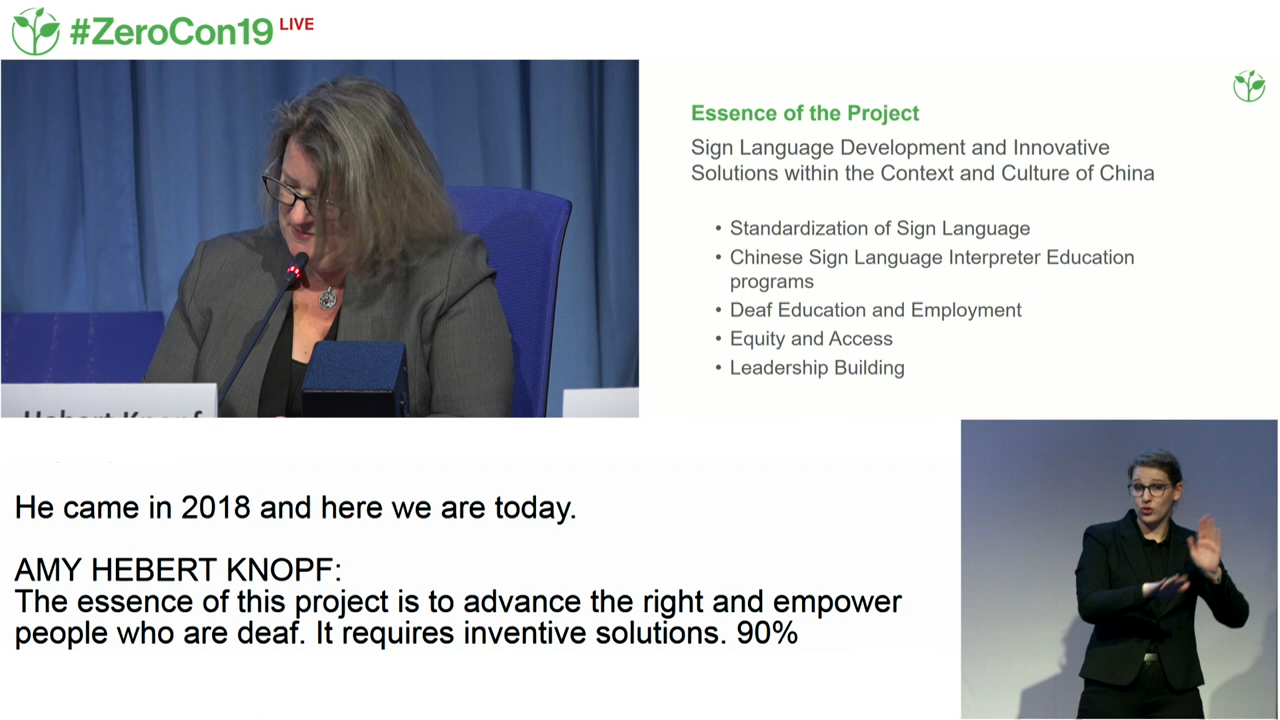 #ZeroCon19 LIVE
Essence of the Project
Sign Language Development and Innovative
Solutions within the Context and Culture of China
• Standardization of Sign Language
• Chinese Sign Language Interpreter Education
programs
• Deaf Education and Employment
• Equity and Access
• Leadership Building
Hebert Knopf
He came in 2018 and here we are today.
AMY HEBERT KNOPF:
The essence of this project is to advance the right and empower
people who are deaf. It requires inventive solutions. 90%